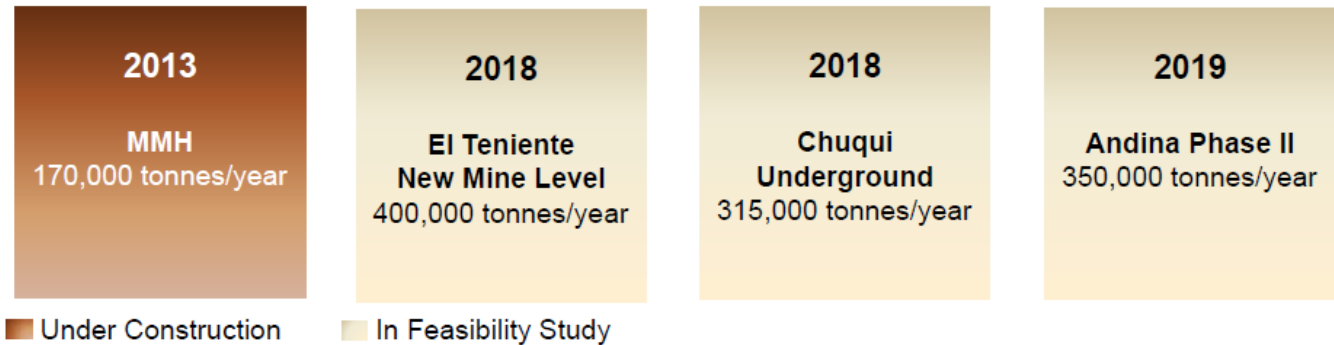 2013
MMH
170,000 tonnes/year
2018
El Teniente
New Mine Level
400,000 tonnes/year
2018
Chuqui
Underground
315,000 tonnes/year
2019
Andina Phase II
350,000 tonnes/year
Under Construction
In Feasibility Study